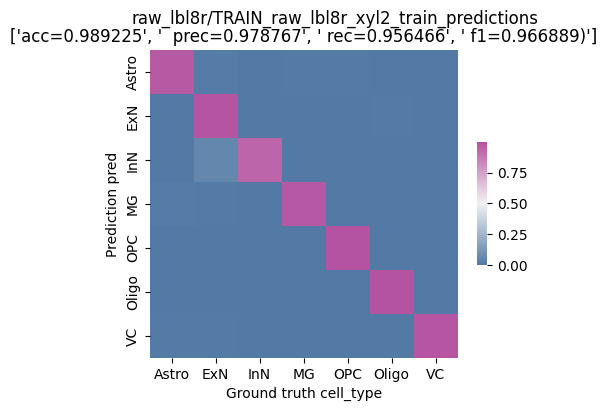 raw_lbl8r/TRAIN_raw_lbl8r_xyl2_train_predictions
['acc=0.989225', '  prec=0.978767', ' rec=0.956466', ' f1=0.966889)']
Astro
ExN
InN
MG
OPC
Oligo
VC
Prediction pred
0.75
0.50
0.25
0.00
Astro ExN InN MG OPC Oligo VC
Ground truth cell_type